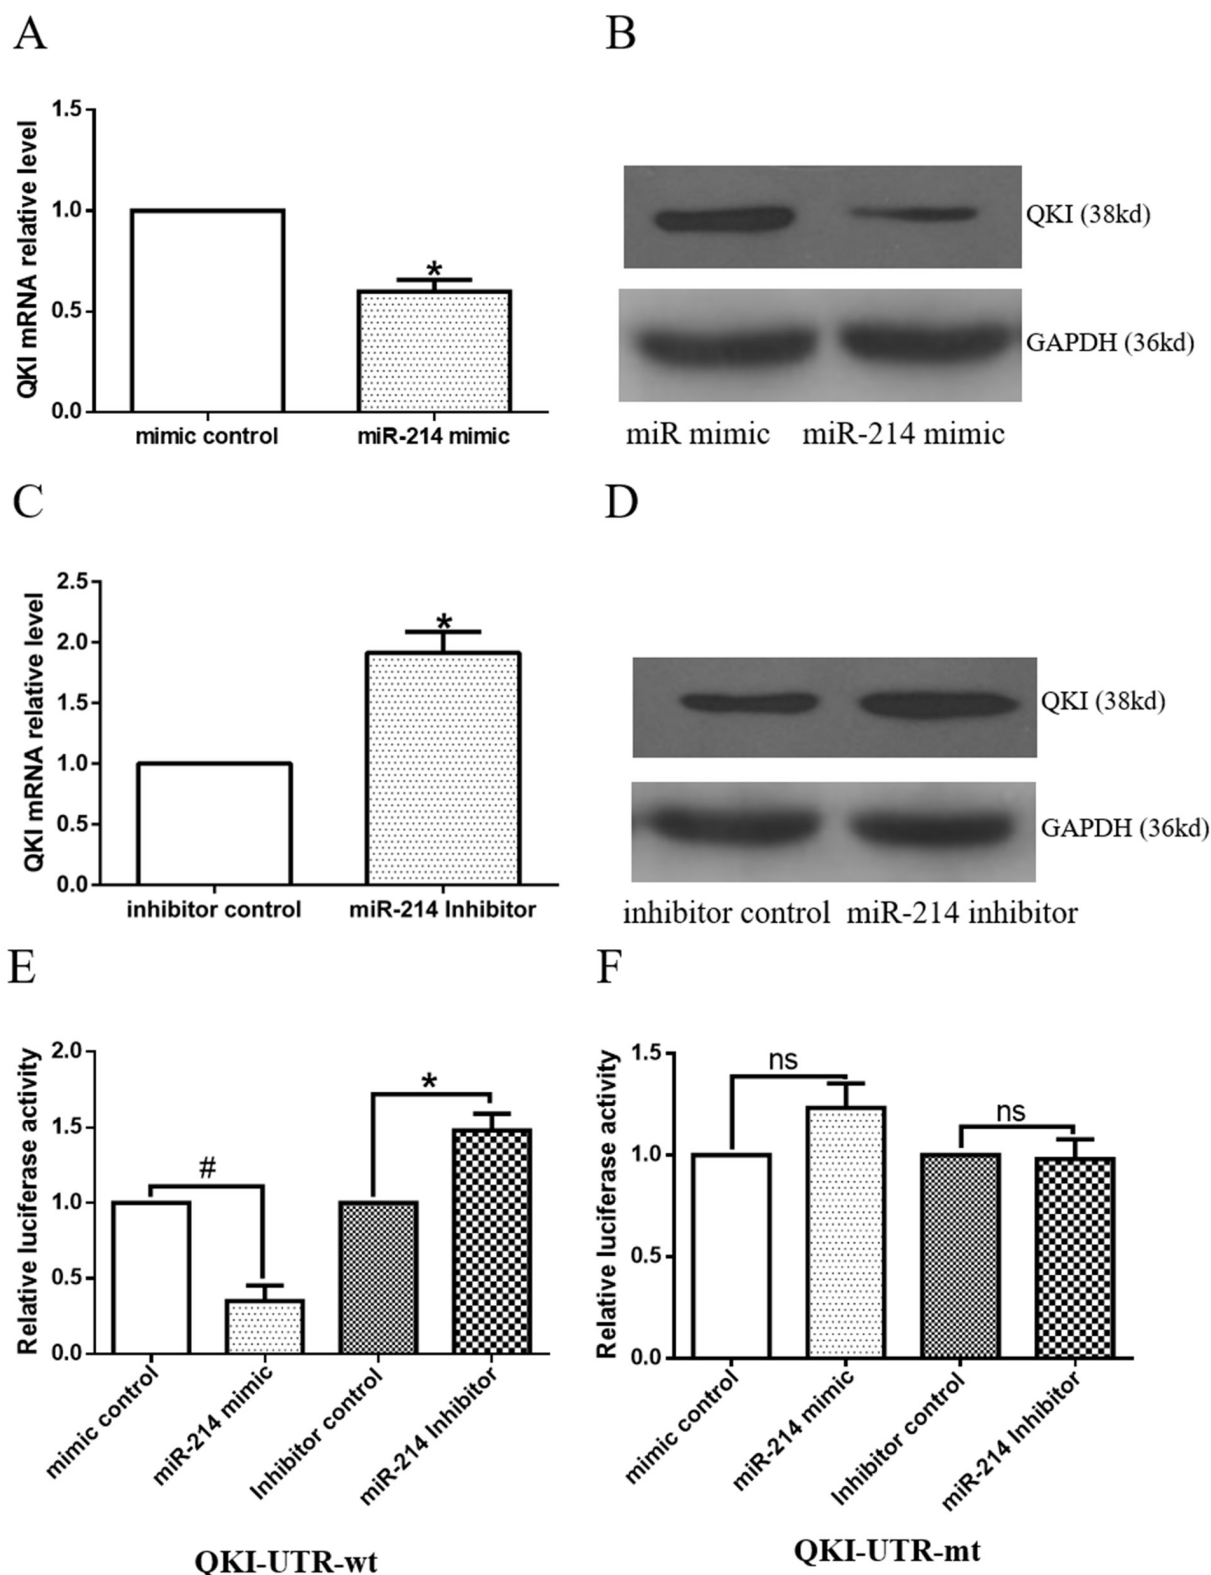 A
QKI mRNA relative level
1.5
1.0
0.5
0.0
*
mimic control
miR-214 mimic
B
QKI (38kd)
GAPDH (36kd)
miR mimic
miR-214 mimic
C
QKI mRNA relative level
2.5
2.0
1.5
1.0
0.5
0.0
*
inhibitor control
miR-214 Inhibitor
D
QKI (38kd)
GAPDH (36kd)
inhibitor control
miR-214 inhibitor
E
Relative luciferase activity
2.0
1.5
1.0
0.5
0.0
#
*
mimic control
miR-214 mimic
Inhibitor control
miR-214 Inhibitor
QKI-UTR-wt
F
Relative luciferase activity
1.5
1.0
0.5
0.0
ns
ns
mimic control
miR-214 mimic
Inhibitor control
miR-214 Inhibitor
QKI-UTR-mt